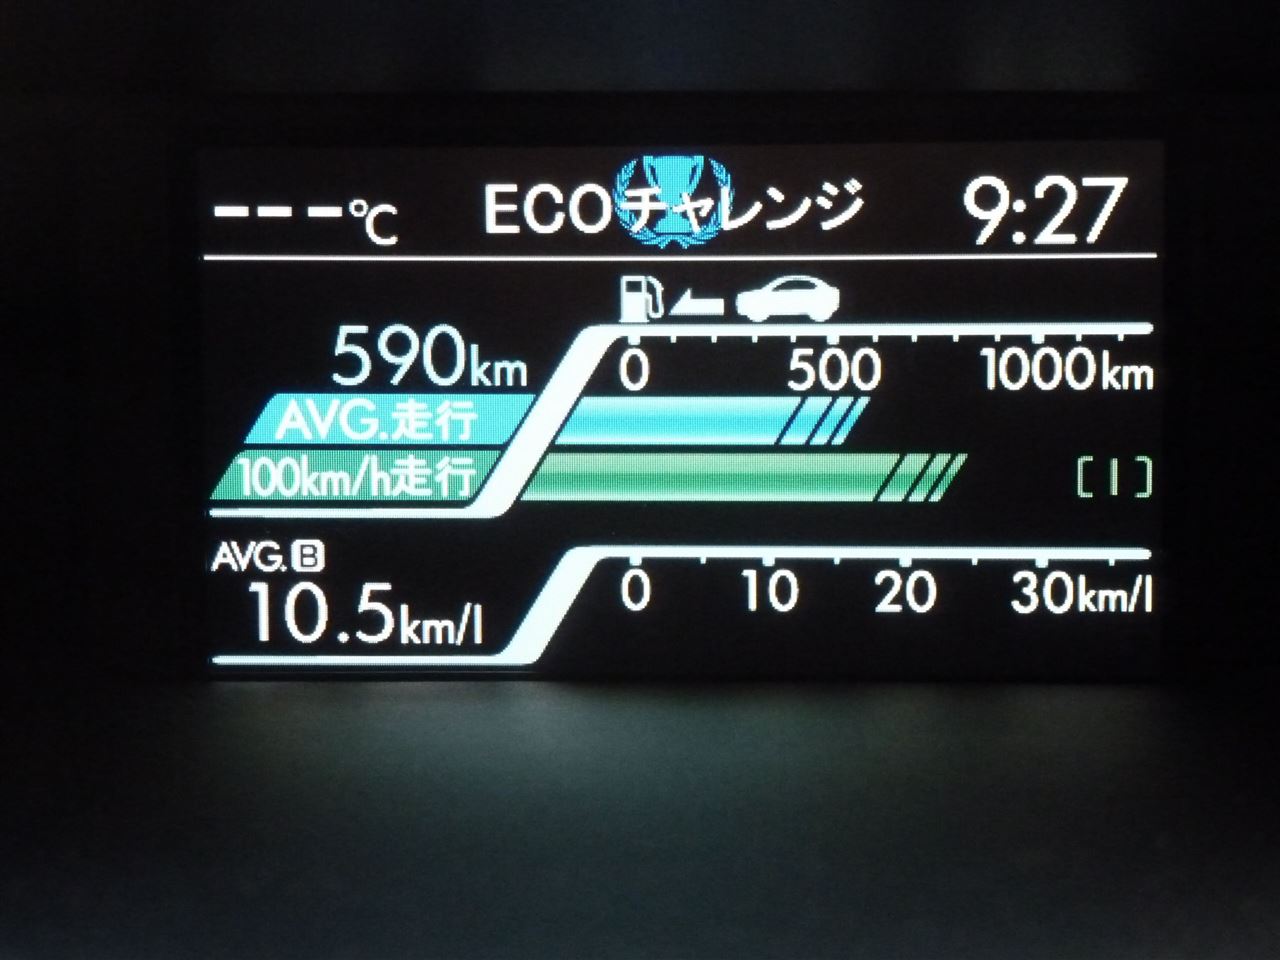 ---℃ ECOチャレンジ 9:27
590km
0 500 1000km
AVG.走行
100km/h走行 [ I ]
AVG.B
10.5km/l
0 10 20 30km/l